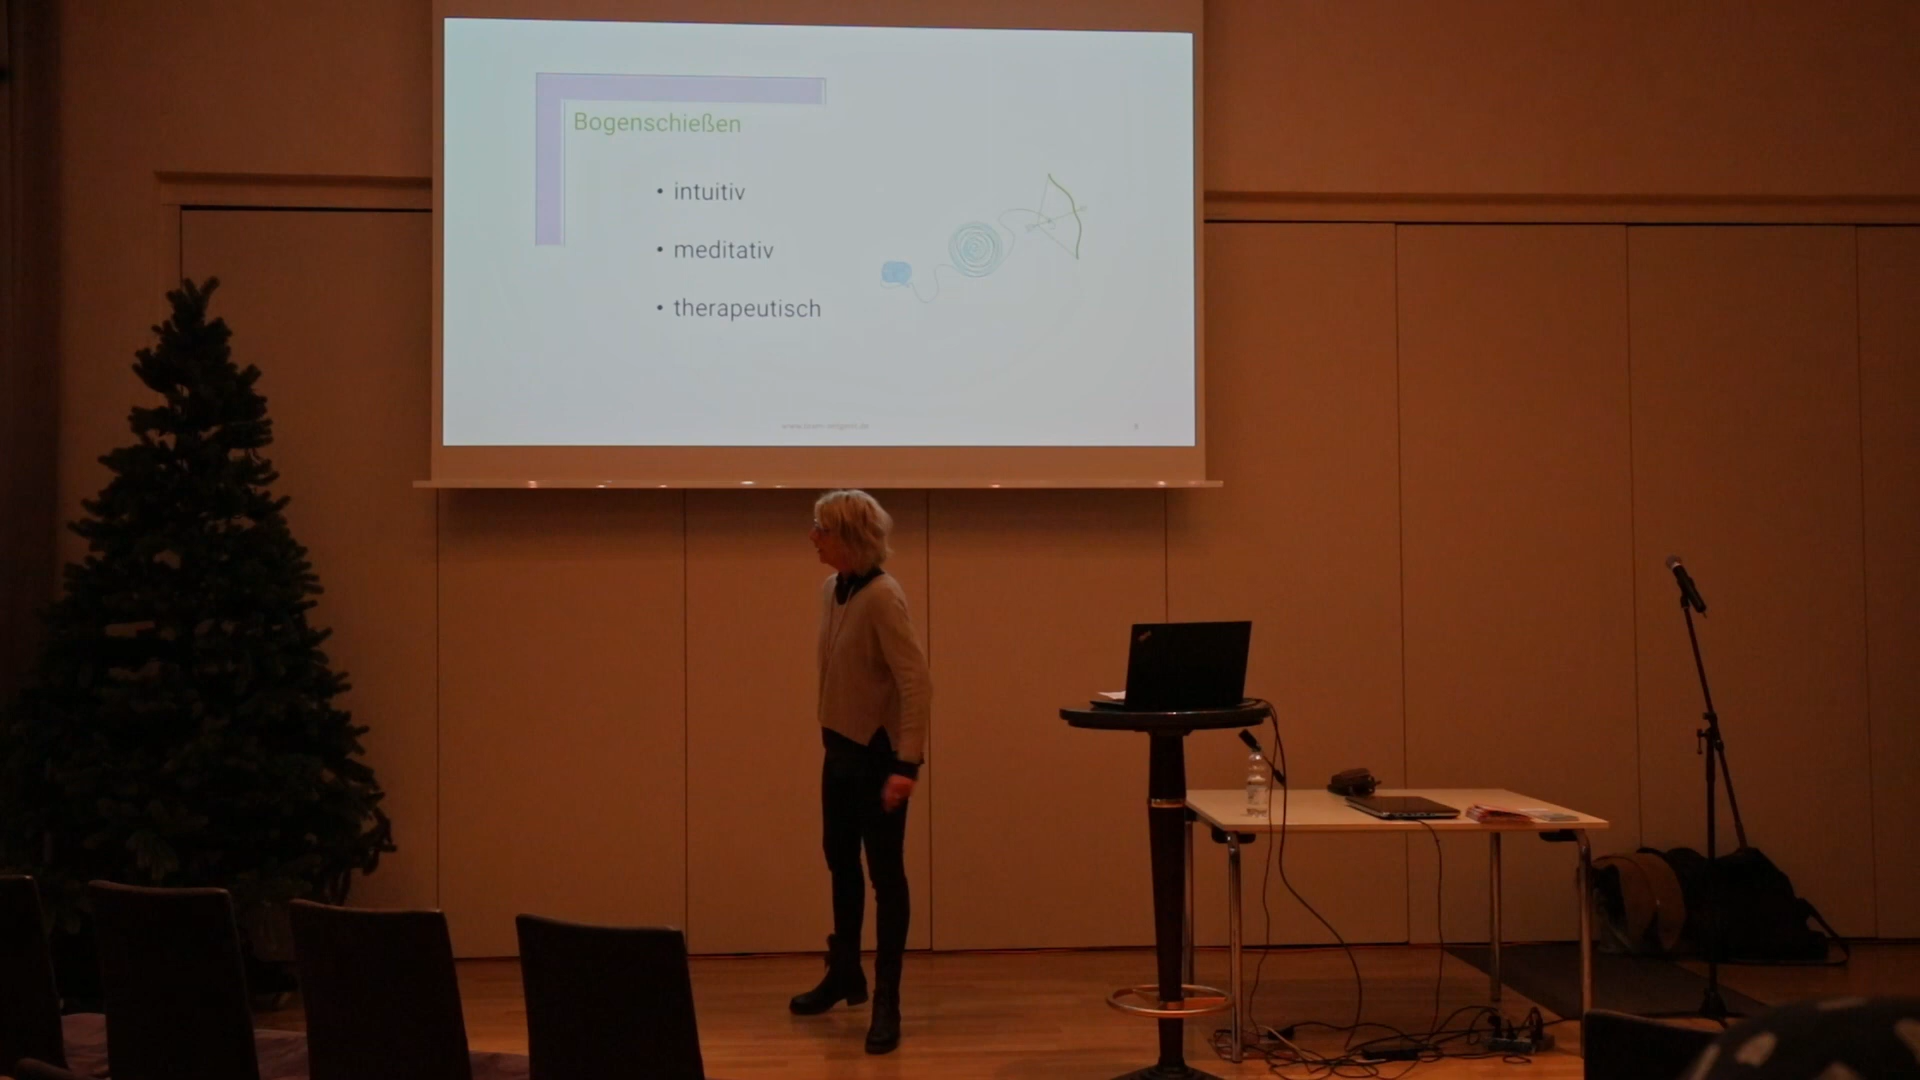 Bogenschießen
• intuitiv
• meditativ
• therapeutisch